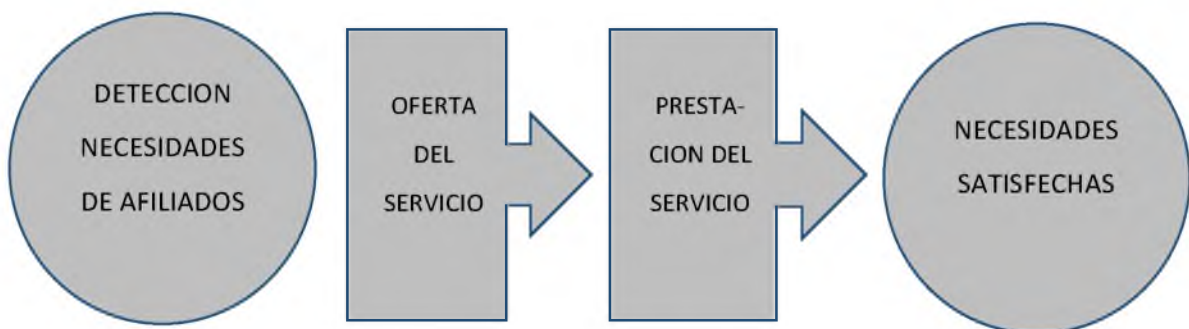 DETECCION
NECESIDADES
DE AFILIADOS
OFERTA
DEL
SERVICIO
PRESTA-
CION DEL
SERVICIO
NECESIDADES
SATISFECHAS